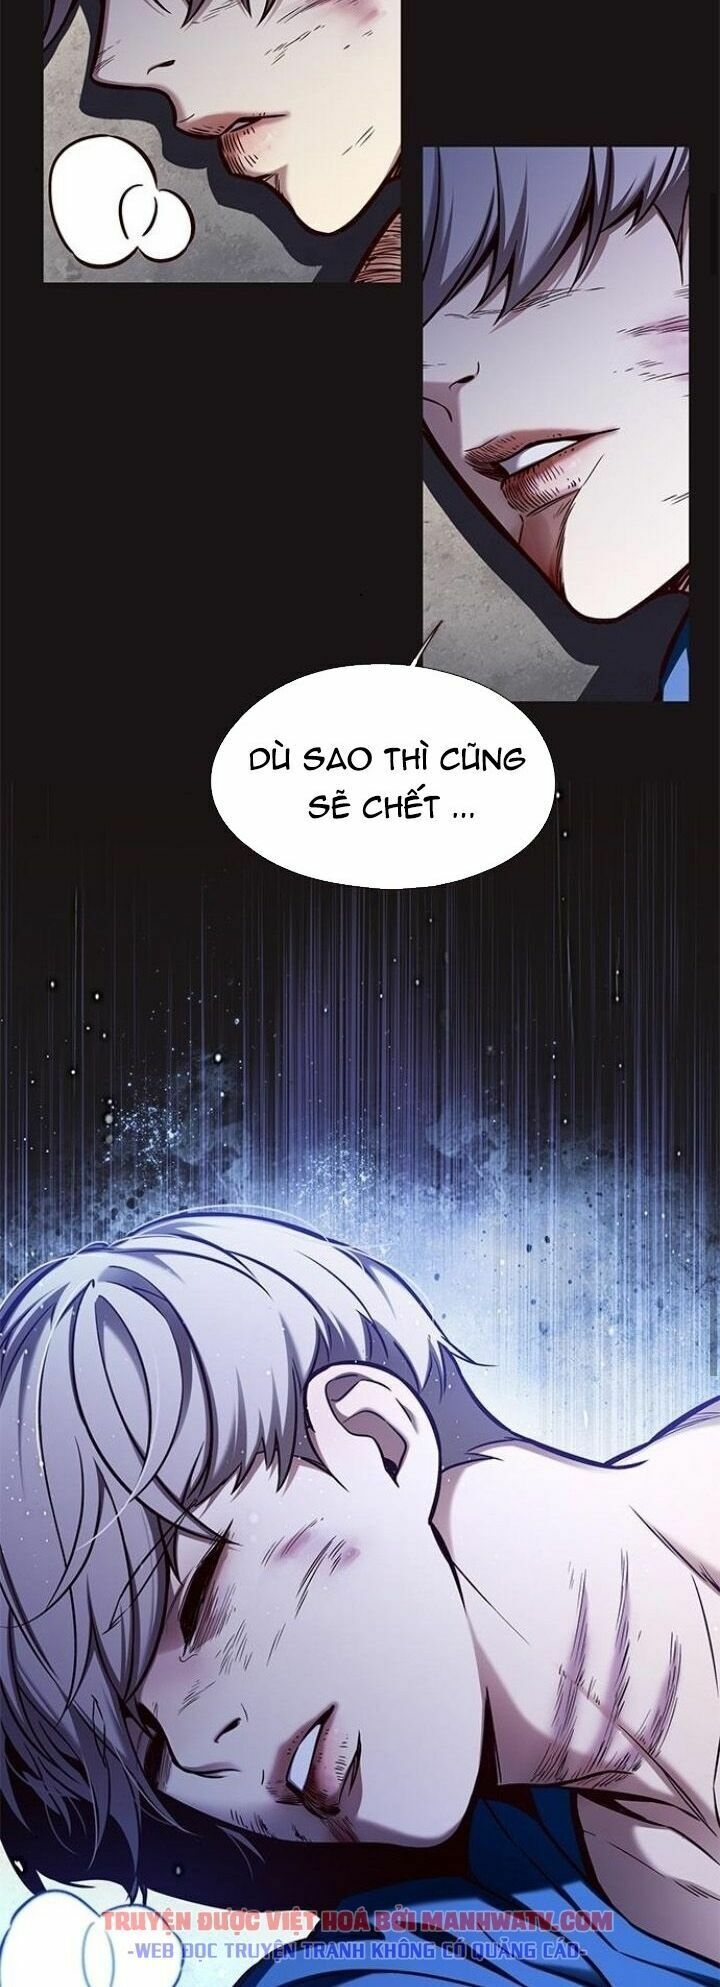 DÙ SAO THÌ CŨNG
SẼ CHẾT ...
TRUYỆN ĐƯỢC VIỆT HOÁ BỞI MANHWATV.COM
-WEB ĐỌC TRUYỆN TRANH KHÔNG CÓ QUẢNG CÁO-